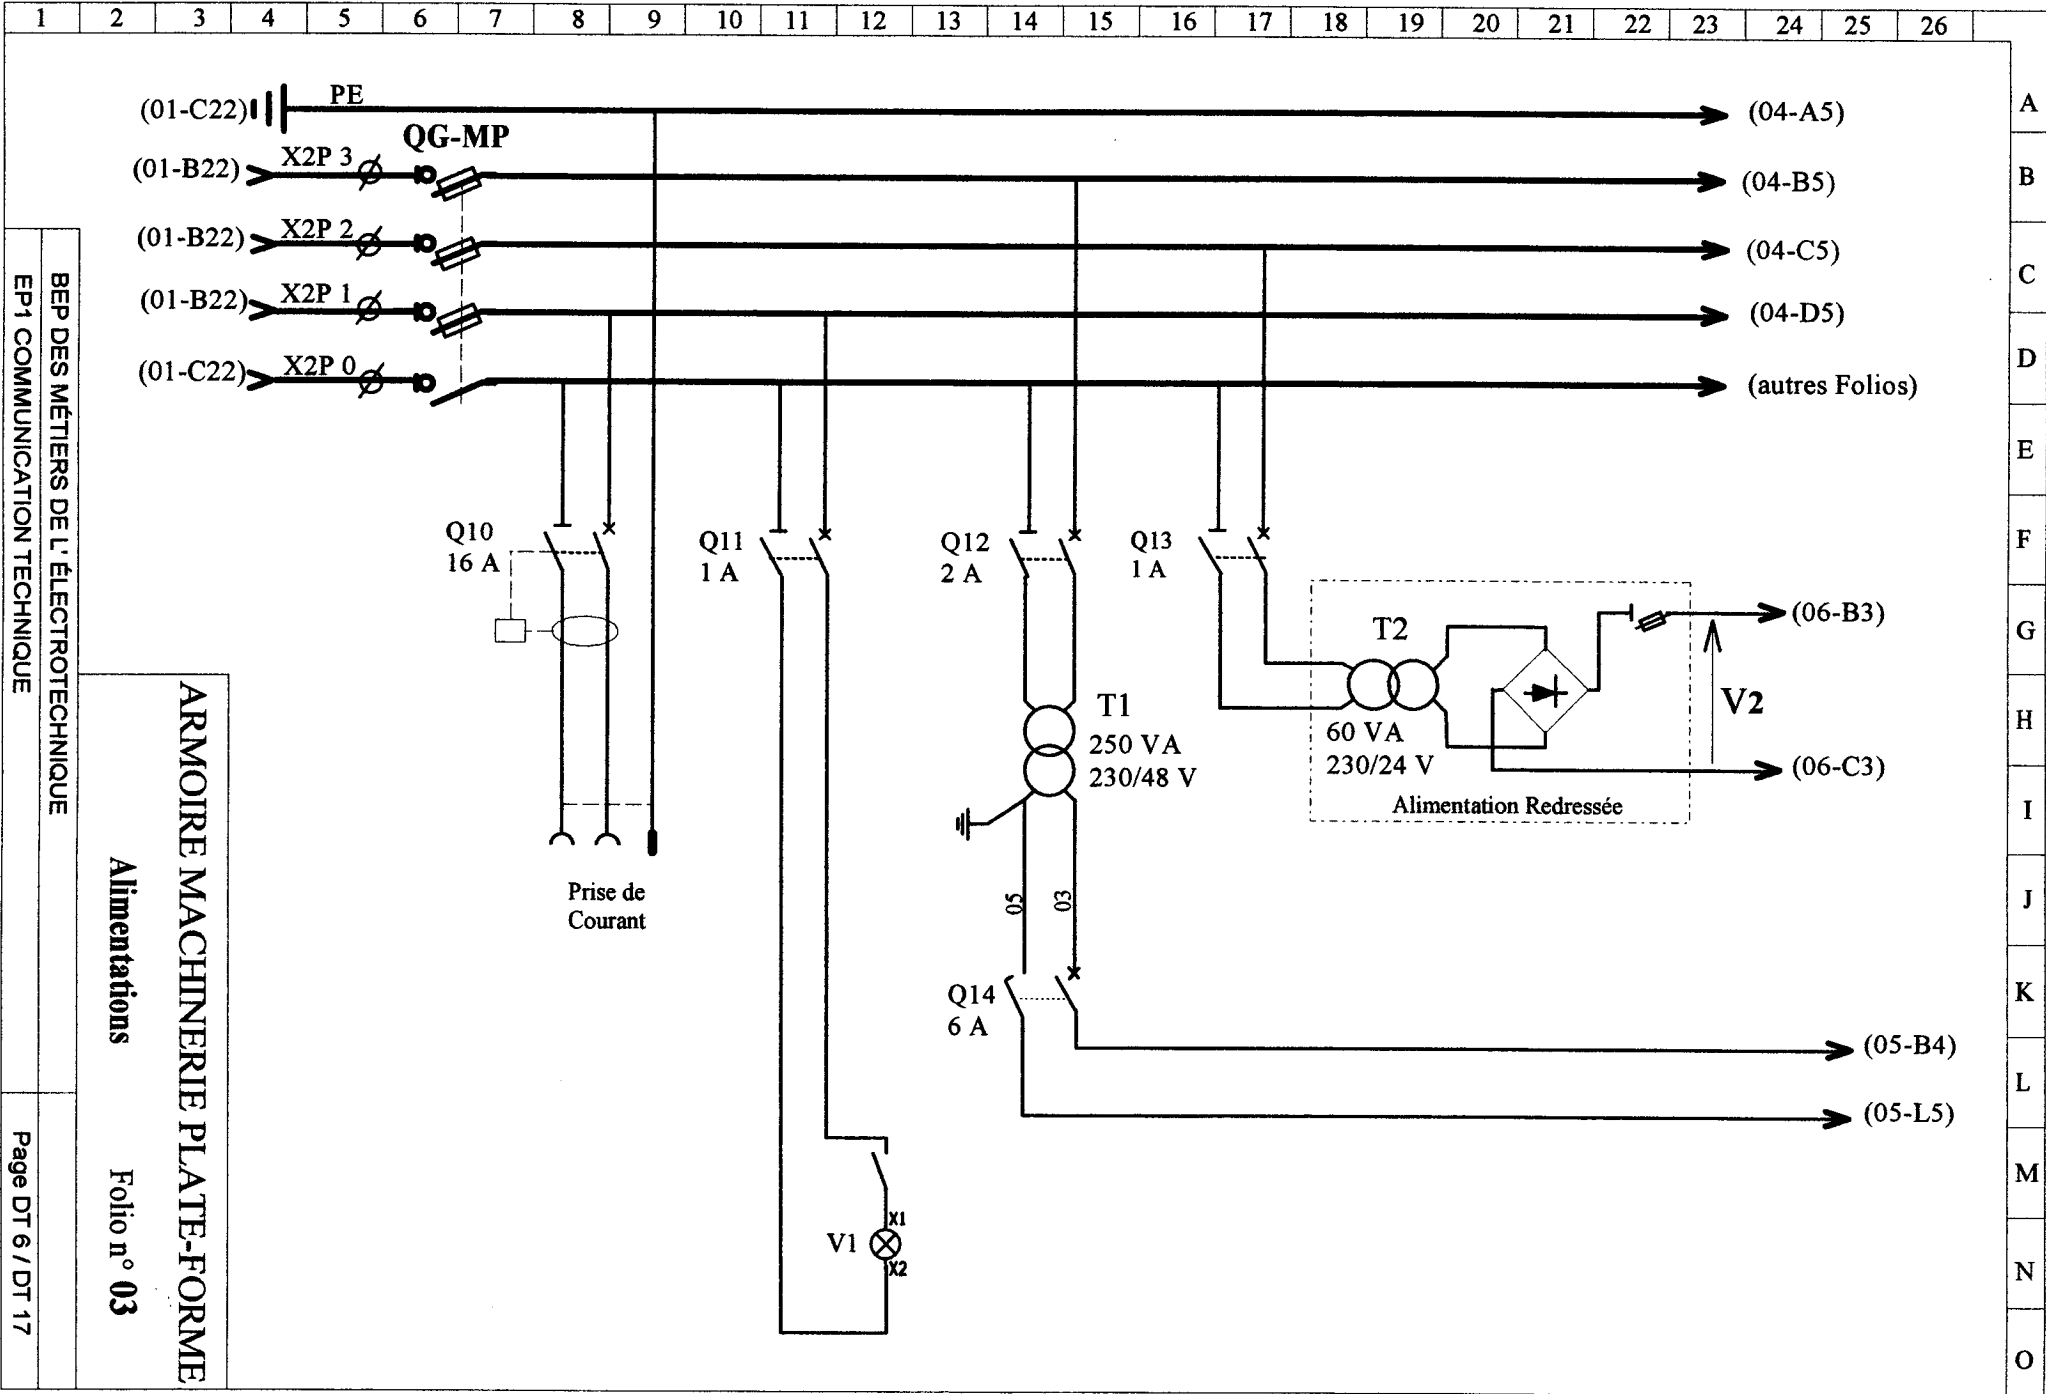 1 2 3 4 5 6 7 8 9 10 11 12 13 14 15 16 17 18 19 20 21 22 23 24 25 26
A
B
C
D
E
F
G
H
I
J
K
L
M
N
O
(01-C22) PE (04-A5)
QG-MP
(01-B22) X2P 3 (04-B5)
(01-B22) X2P 2 (04-C5)
(01-B22) X2P 1 (04-D5)
(01-C22) X2P 0 (autres Folios)
Q10
16 A
Q11
1 A
Q12
2 A
Q13
1 A
T2
60 VA
230/24 V
Alimentation Redressée
(06-B3)
V2
(06-C3)
T1
250 VA
230/48 V
Prise de
Courant
05
03
Q14
6 A
(05-B4)
(05-L5)
X1
V1
X2
BEP DES MÉTIERS DE L' ÉLECTROTECHNIQUE
EP1 COMMUNICATION TECHNIQUE
Page DT 6 / DT 17
ARMOIRE MACHINERIE PLATE-FORME
Alimentations Folio n° 03